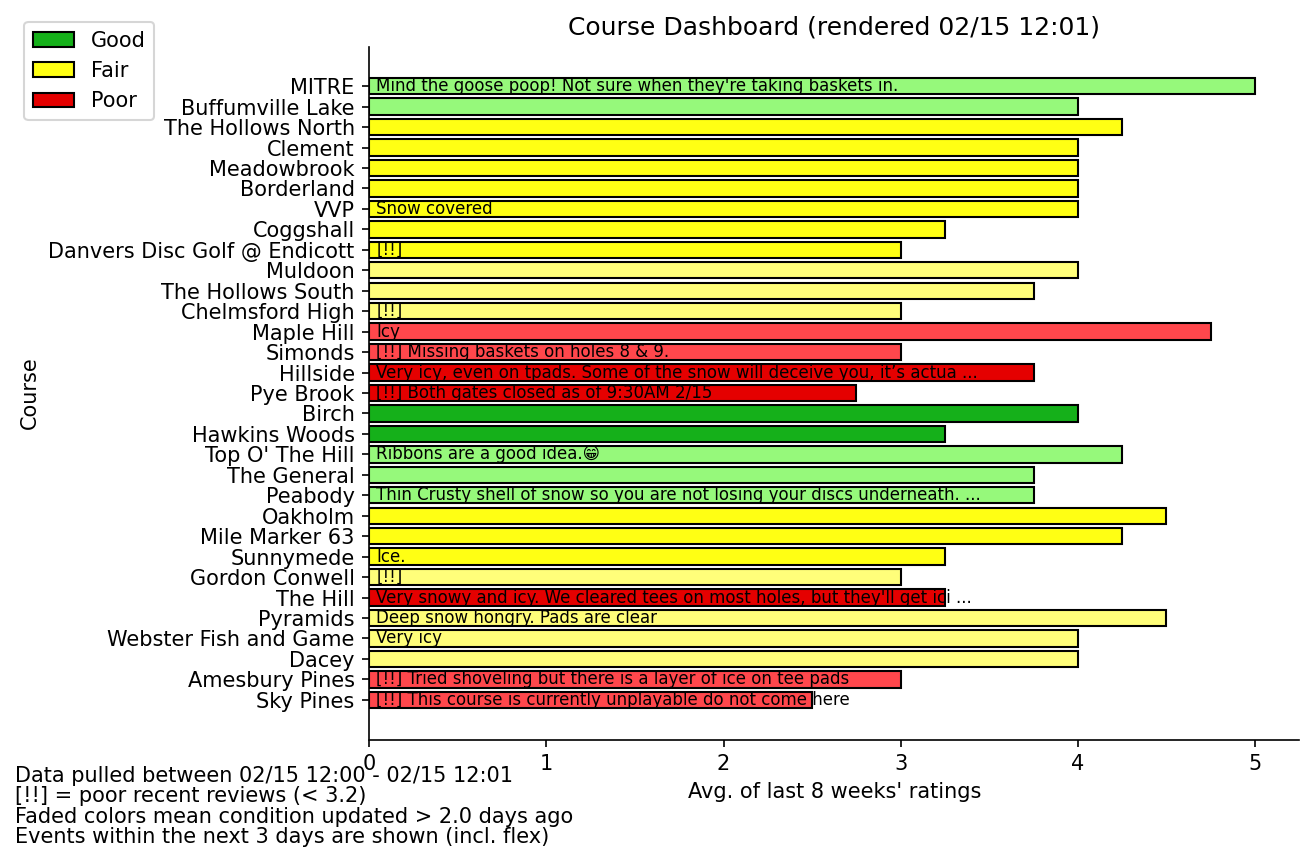 Course Dashboard (rendered 02/15 12:01)
Good
Fair
Poor
MITRE Mind the goose poop! Not sure when they're taking baskets in.
Buffumville Lake
The Hollows North
Clement
Meadowbrook
Borderland
VVP Snow covered
Coggshall
Danvers Disc Golf @ Endicott [!!]
Muldoon
The Hollows South
Chelmsford High [!!]
Maple Hill Icy
Simonds [!!] Missing baskets on holes 8 & 9.
Hillside Very icy, even on tpads. Some of the snow will deceive you, it's actua ...
Pye Brook [!!] Both gates closed as of 9:30AM 2/15
Birch
Hawkins Woods
Top O' The Hill Ribbons are a good idea.😁
The General
Peabody Thin Crusty shell of snow so you are not losing your discs underneath. ...
Oakholm
Mile Marker 63
Sunnymede Ice.
Gordon Conwell [!!]
The Hill Very snowy and icy. We cleared tees on most holes, but they'll get ici ...
Pyramids Deep snow hongry. Pads are clear
Webster Fish and Game Very icy
Dacey
Amesbury Pines [!!] Tried shoveling but there is a layer of ice on tee pads
Sky Pines [!!] This course is currently unplayable do not come here
Course
0 1 2 3 4 5
Avg. of last 8 weeks' ratings
Data pulled between 02/15 12:00 - 02/15 12:01
[!!] = poor recent reviews (< 3.2)
Faded colors mean condition updated > 2.0 days ago
Events within the next 3 days are shown (incl. flex)